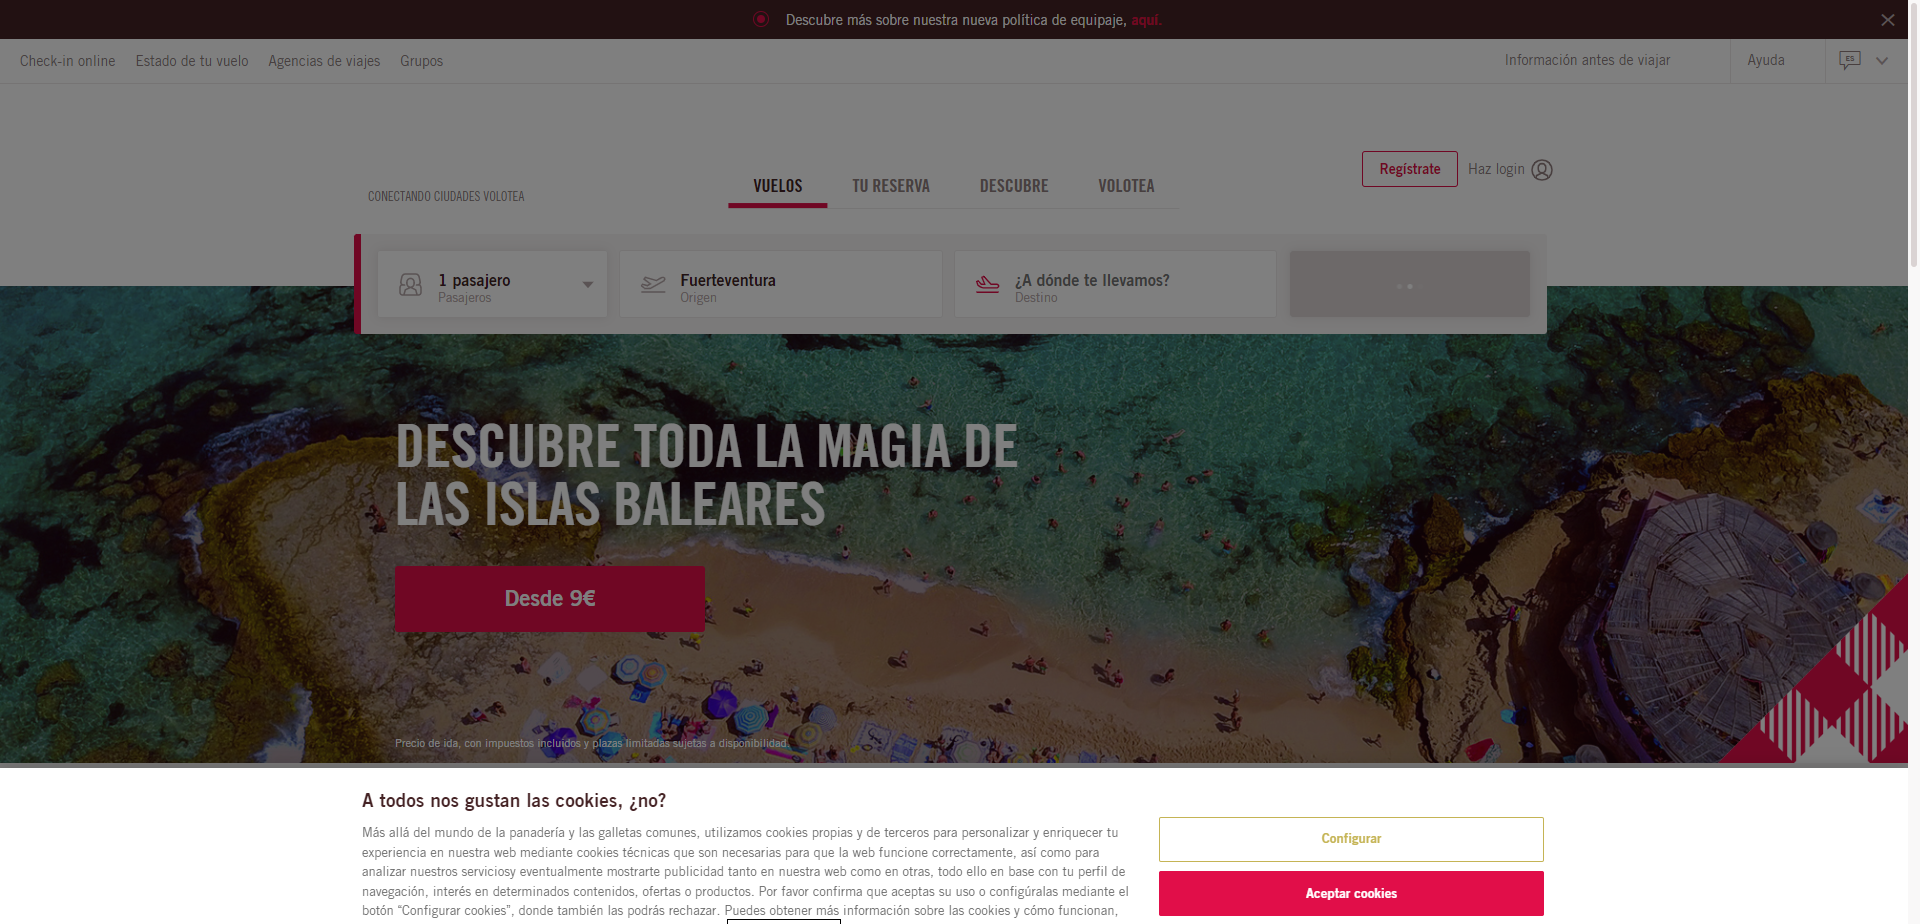 Descubre más sobre nuestra nueva política de equipaje, aquí.
Check-in online
Estado de tu vuelo
Agencias de viajes
Grupos
Información antes de viajar
Ayuda
ES
CONECTANDO CIUDADES VOLOTEA
VUELOS
TU RESERVA
DESCUBRE
VOLOTEA
Regístrate
Haz login
1 pasajero
Pasajeros
Fuerteventura
Origen
¿A dónde te llevamos?
Destino
DESCUBRE TODA LA MAGIA DE
LAS ISLAS BALEARES
Desde 9€
Precio de ida, con impuestos incluidos y plazas limitadas sujetas a disponibilidad.
A todos nos gustan las cookies, ¿no?
Más allá del mundo de la panadería y las galletas comunes, utilizamos cookies propias y de terceros para personalizar y enriquecer tu
experiencia en nuestra web mediante cookies técnicas que son necesarias para que la web funcione correctamente, así como para
analizar nuestros serviciosy eventualmente mostrarte publicidad tanto en nuestra web como en otras, todo ello en base con tu perfil de
navegación, interés en determinados contenidos, ofertas o productos. Por favor confirma que aceptas su uso o configúralas mediante el
botón “Configurar cookies”, donde también las podrás rechazar. Puedes obtener más información sobre las cookies y cómo funcionan,
Configurar
Aceptar cookies